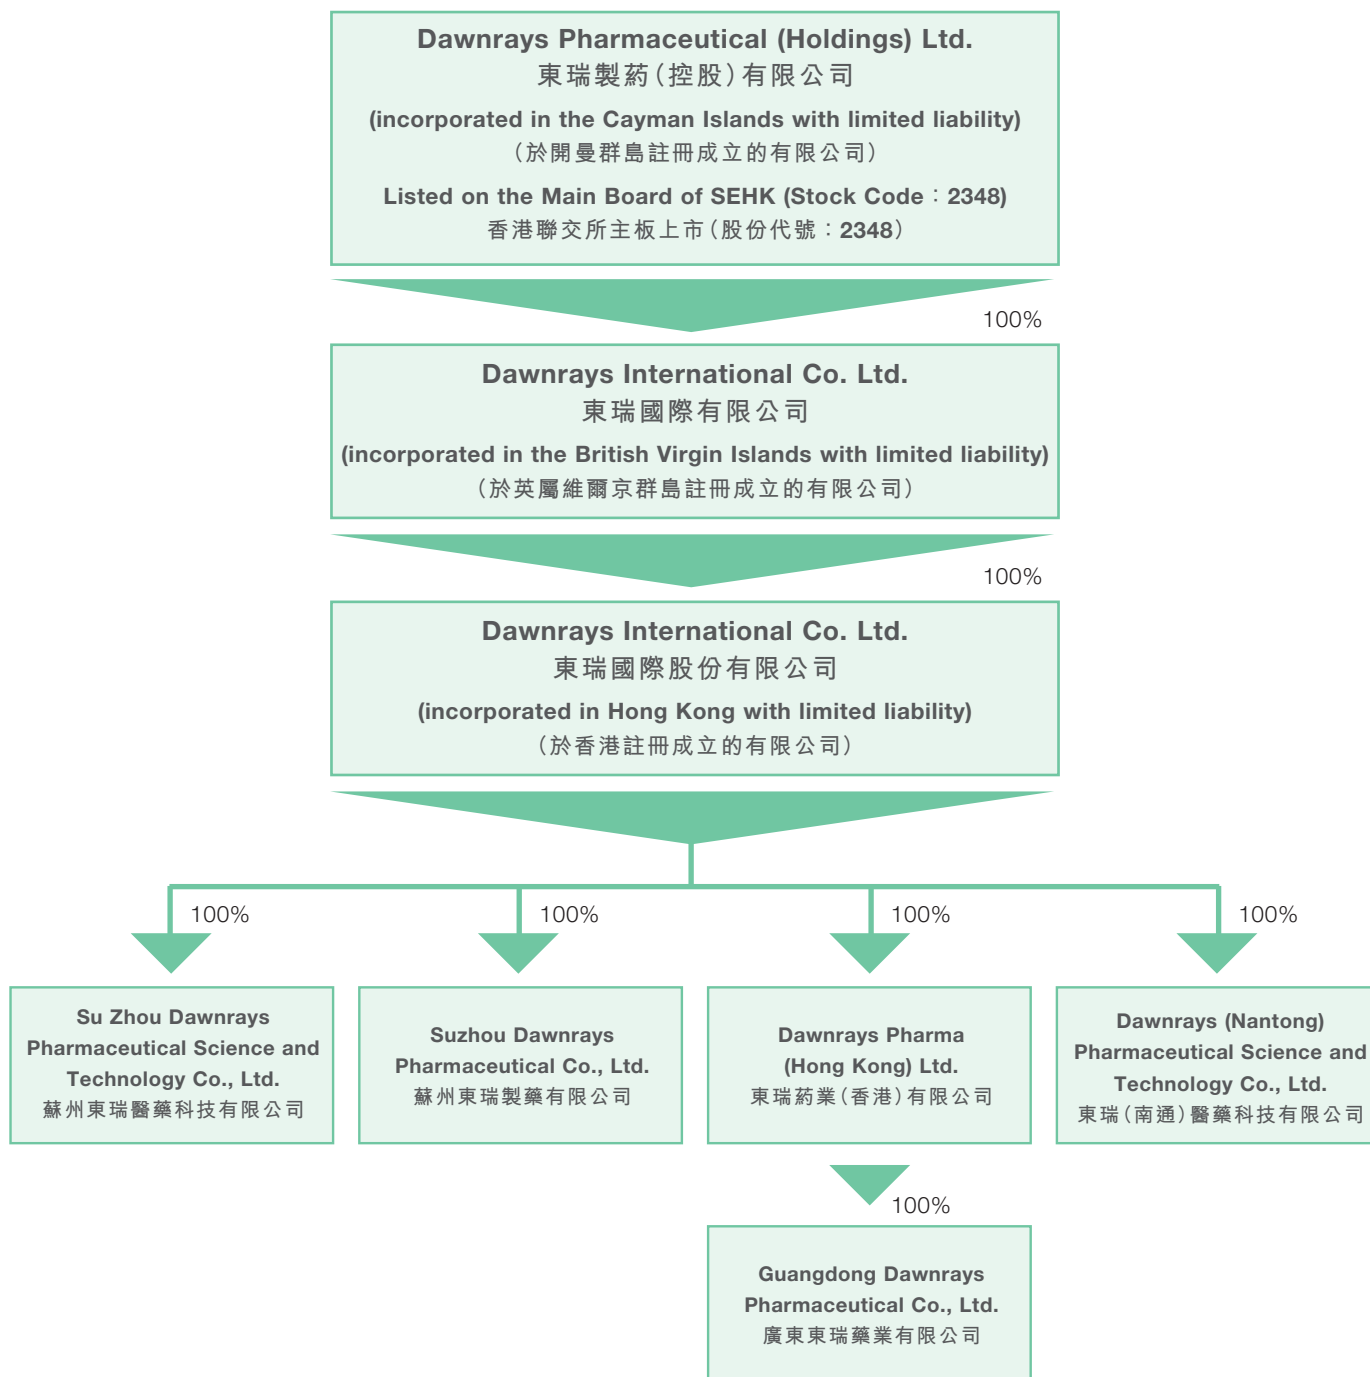 Dawnrays Pharmaceutical (Holdings) Ltd.
東瑞製葯(控股)有限公司
(incorporated in the Cayman Islands with limited liability)
(於開曼群島註冊成立的有限公司)
Listed on the Main Board of SEHK (Stock Code：2348)
香港聯交所主板上市(股份代號：2348)
100%
Dawnrays International Co. Ltd.
東瑞國際有限公司
(incorporated in the British Virgin Islands with limited liability)
(於英屬維爾京群島註冊成立的有限公司)
100%
Dawnrays International Co. Ltd.
東瑞國際股份有限公司
(incorporated in Hong Kong with limited liability)
(於香港註冊成立的有限公司)
100%
Su Zhou Dawnrays
Pharmaceutical Science and
Technology Co., Ltd.
蘇州東瑞醫藥科技有限公司
100%
Suzhou Dawnrays
Pharmaceutical Co., Ltd.
蘇州東瑞製藥有限公司
100%
Dawnrays Pharma
(Hong Kong) Ltd.
東瑞葯業(香港)有限公司
100%
Dawnrays (Nantong)
Pharmaceutical Science and
Technology Co., Ltd.
東瑞(南通)醫藥科技有限公司
100%
Guangdong Dawnrays
Pharmaceutical Co., Ltd.
廣東東瑞藥業有限公司